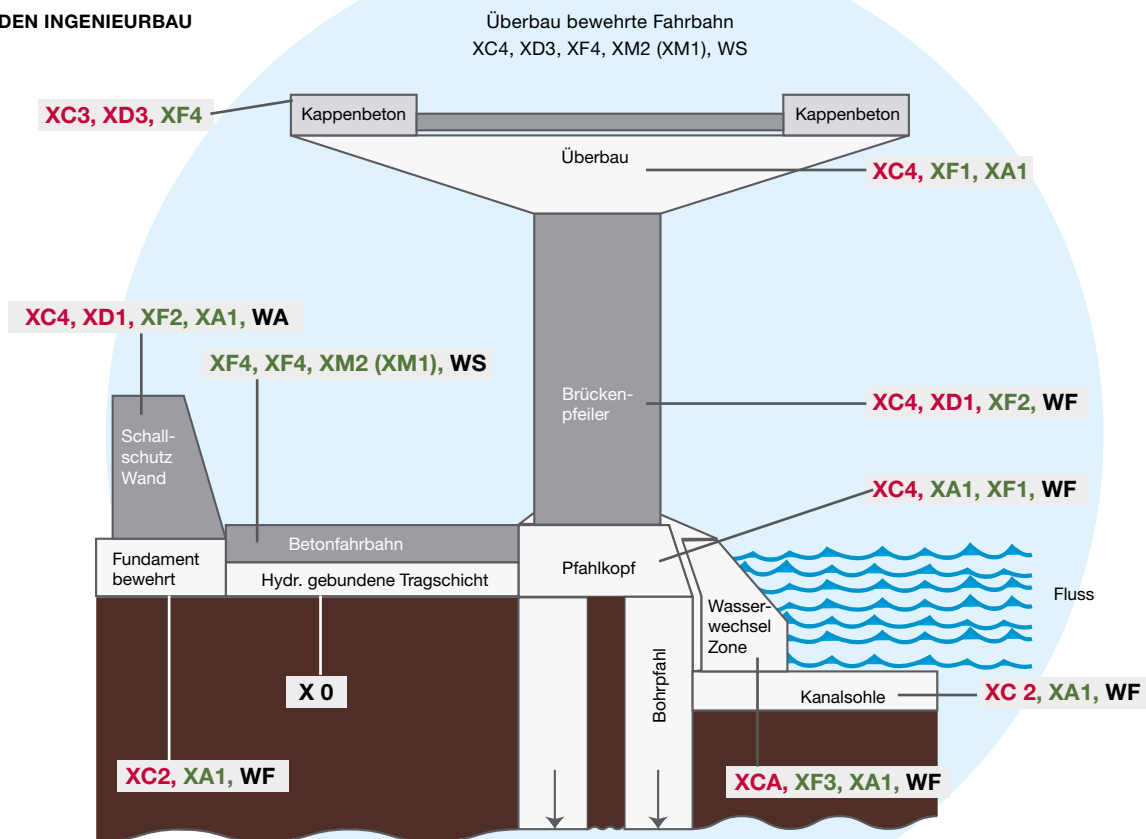 DEN INGENIEURBAU
Überbau bewehrte Fahrbahn
XC4, XD3, XF4, XM2 (XM1), WS
XC3, XD3, XF4
Kappenbeton
Kappenbeton
Überbau
XC4, XF1, XA1
XC4, XD1, XF2, XA1, WA
XF4, XF4, XM2 (XM1), WS
Brücken-
pfeiler
XC4, XD1, XF2, WF
Schall-
schutz
Wand
XC4, XA1, XF1, WF
Betonfahrbahn
Fundament
bewehrt
Hydr. gebundene Tragschicht
Pfahlkopf
Wasser-
wechsel
Zone
Fluss
X 0
Bohrpfahl
Kanalsohle
XC 2, XA1, WF
XC2, XA1, WF
XCA, XF3, XA1, WF